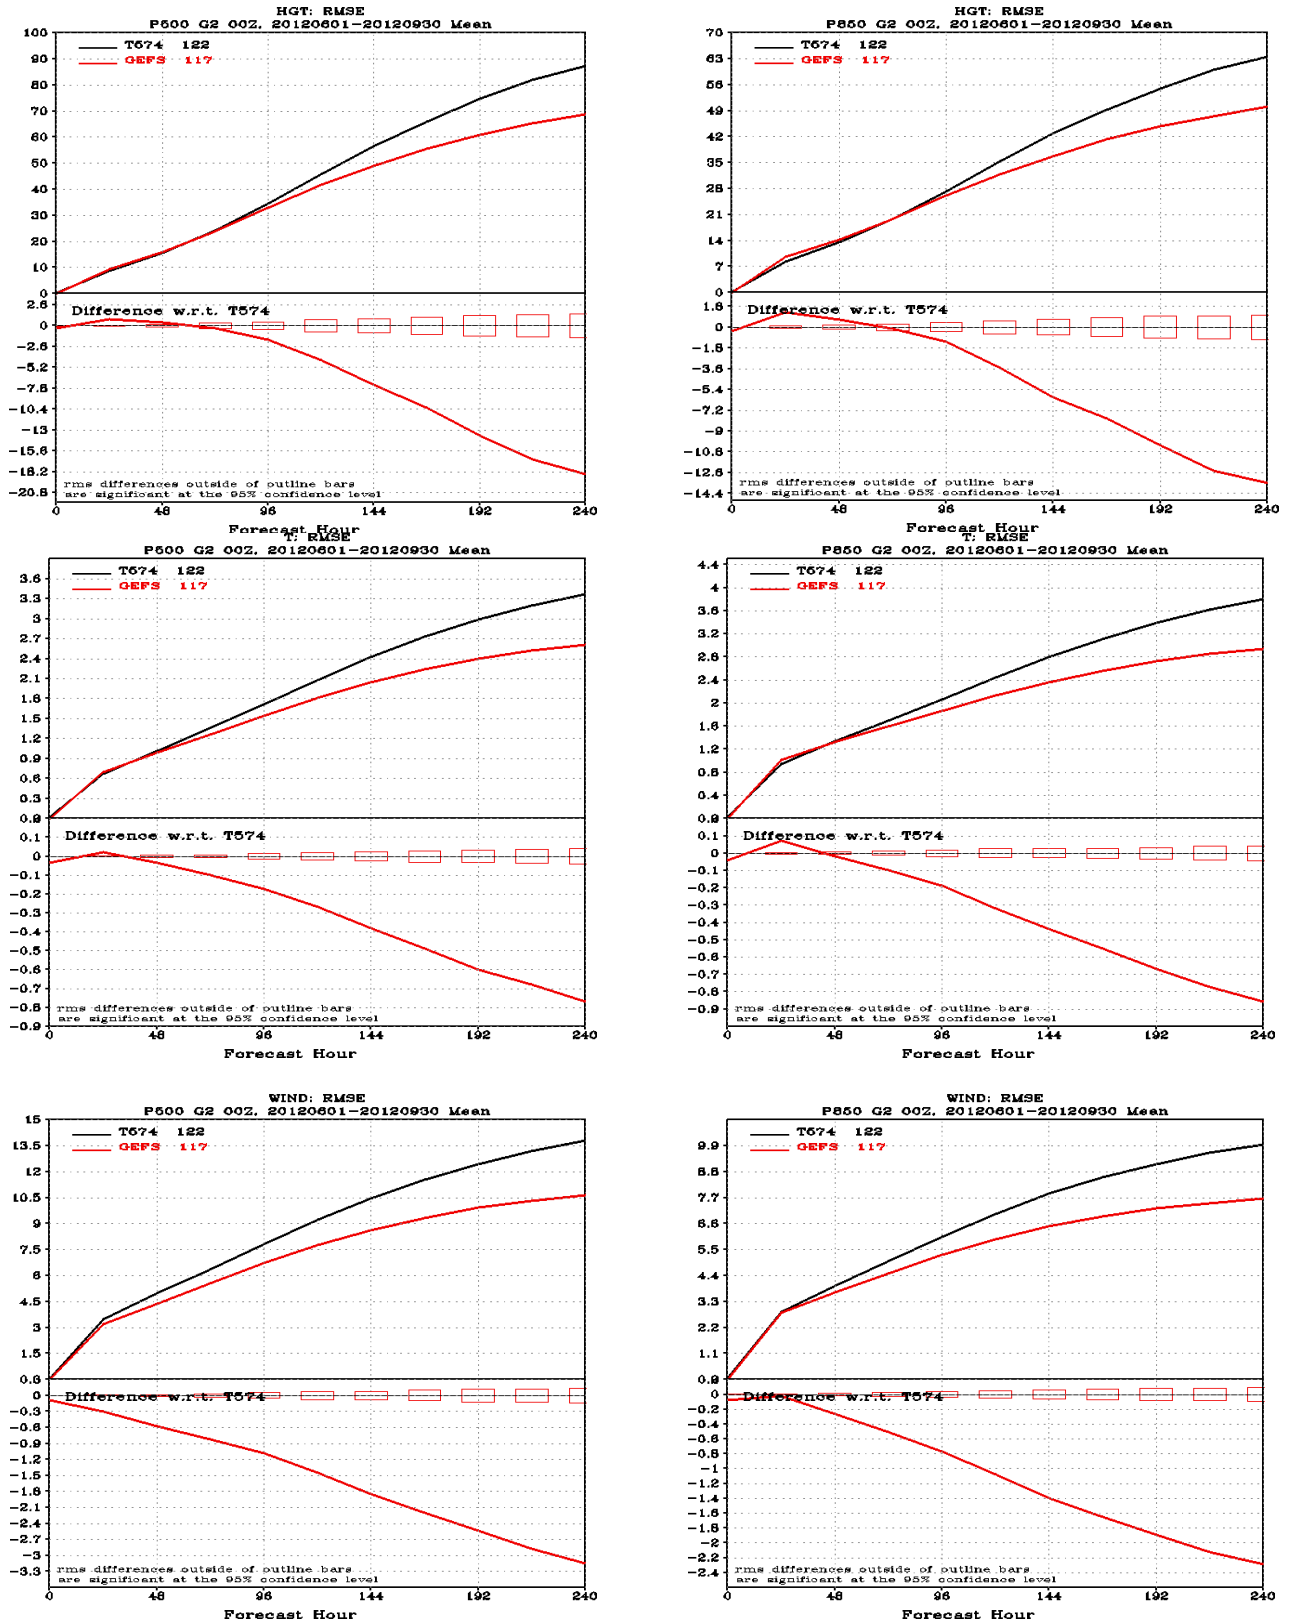 HGT: RMSE
P500 G2 00Z, 20120601-20120930 Mean
T574 122
GEFS 117
100
90
80
70
60
50
40
30
20
10
0
Difference w.r.t. T574
2.6
0
-2.6
-5.2
-7.8
-10.4
-13
-15.6
-18.2
-20.8
rms differences outside of outline bars
are significant at the 95% confidence level
0 48 96 144 192 240
Forecast Hour
HGT: RMSE
P850 G2 00Z, 20120601-20120930 Mean
T574 122
GEFS 117
70
63
56
49
42
35
28
21
14
7
0
Difference w.r.t. T574
1.8
0
-1.8
-3.6
-5.4
-7.2
-9
-10.8
-12.6
-14.4
rms differences outside of outline bars
are significant at the 95% confidence level
0 48 96 144 192 240
Forecast Hour
T: RMSE
P500 G2 00Z, 20120601-20120930 Mean
T574 122
GEFS 117
3.6
3.3
3
2.7
2.4
2.1
1.8
1.5
1.2
0.9
0.6
0.3
Difference w.r.t. T574
0.1
0
-0.1
-0.2
-0.3
-0.4
-0.5
-0.6
-0.7
-0.8
-0.9
rms differences outside of outline bars
are significant at the 95% confidence level
0 48 96 144 192 240
Forecast Hour
T: RMSE
P850 G2 00Z, 20120601-20120930 Mean
T574 122
GEFS 117
4.4
4
3.6
3.2
2.8
2.4
2
1.6
1.2
0.8
0.4
Difference w.r.t. T574
0.1
0
-0.1
-0.2
-0.3
-0.4
-0.5
-0.6
-0.7
-0.8
-0.9
rms differences outside of outline bars
are significant at the 95% confidence level
0 48 96 144 192 240
Forecast Hour
WIND: RMSE
P500 G2 00Z, 20120601-20120930 Mean
T574 122
GEFS 117
15
13.5
12
10.5
9
7.5
6
4.5
3
1.5
Difference w.r.t. T574
0
-0.3
-0.6
-0.9
-1.2
-1.5
-1.8
-2.1
-2.4
-2.7
-3
-3.3
rms differences outside of outline bars
are significant at the 95% confidence level
0 48 96 144 192 240
Forecast Hour
WIND: RMSE
P850 G2 00Z, 20120601-20120930 Mean
T574 122
GEFS 117
9.9
8.8
7.7
6.6
5.5
4.4
3.3
2.2
1.1
Difference w.r.t. T574
0
-0.2
-0.4
-0.6
-0.8
-1
-1.2
-1.4
-1.6
-1.8
-2
-2.2
-2.4
rms differences outside of outline bars
are significant at the 95% confidence level
0 48 96 144 192 240
Forecast Hour